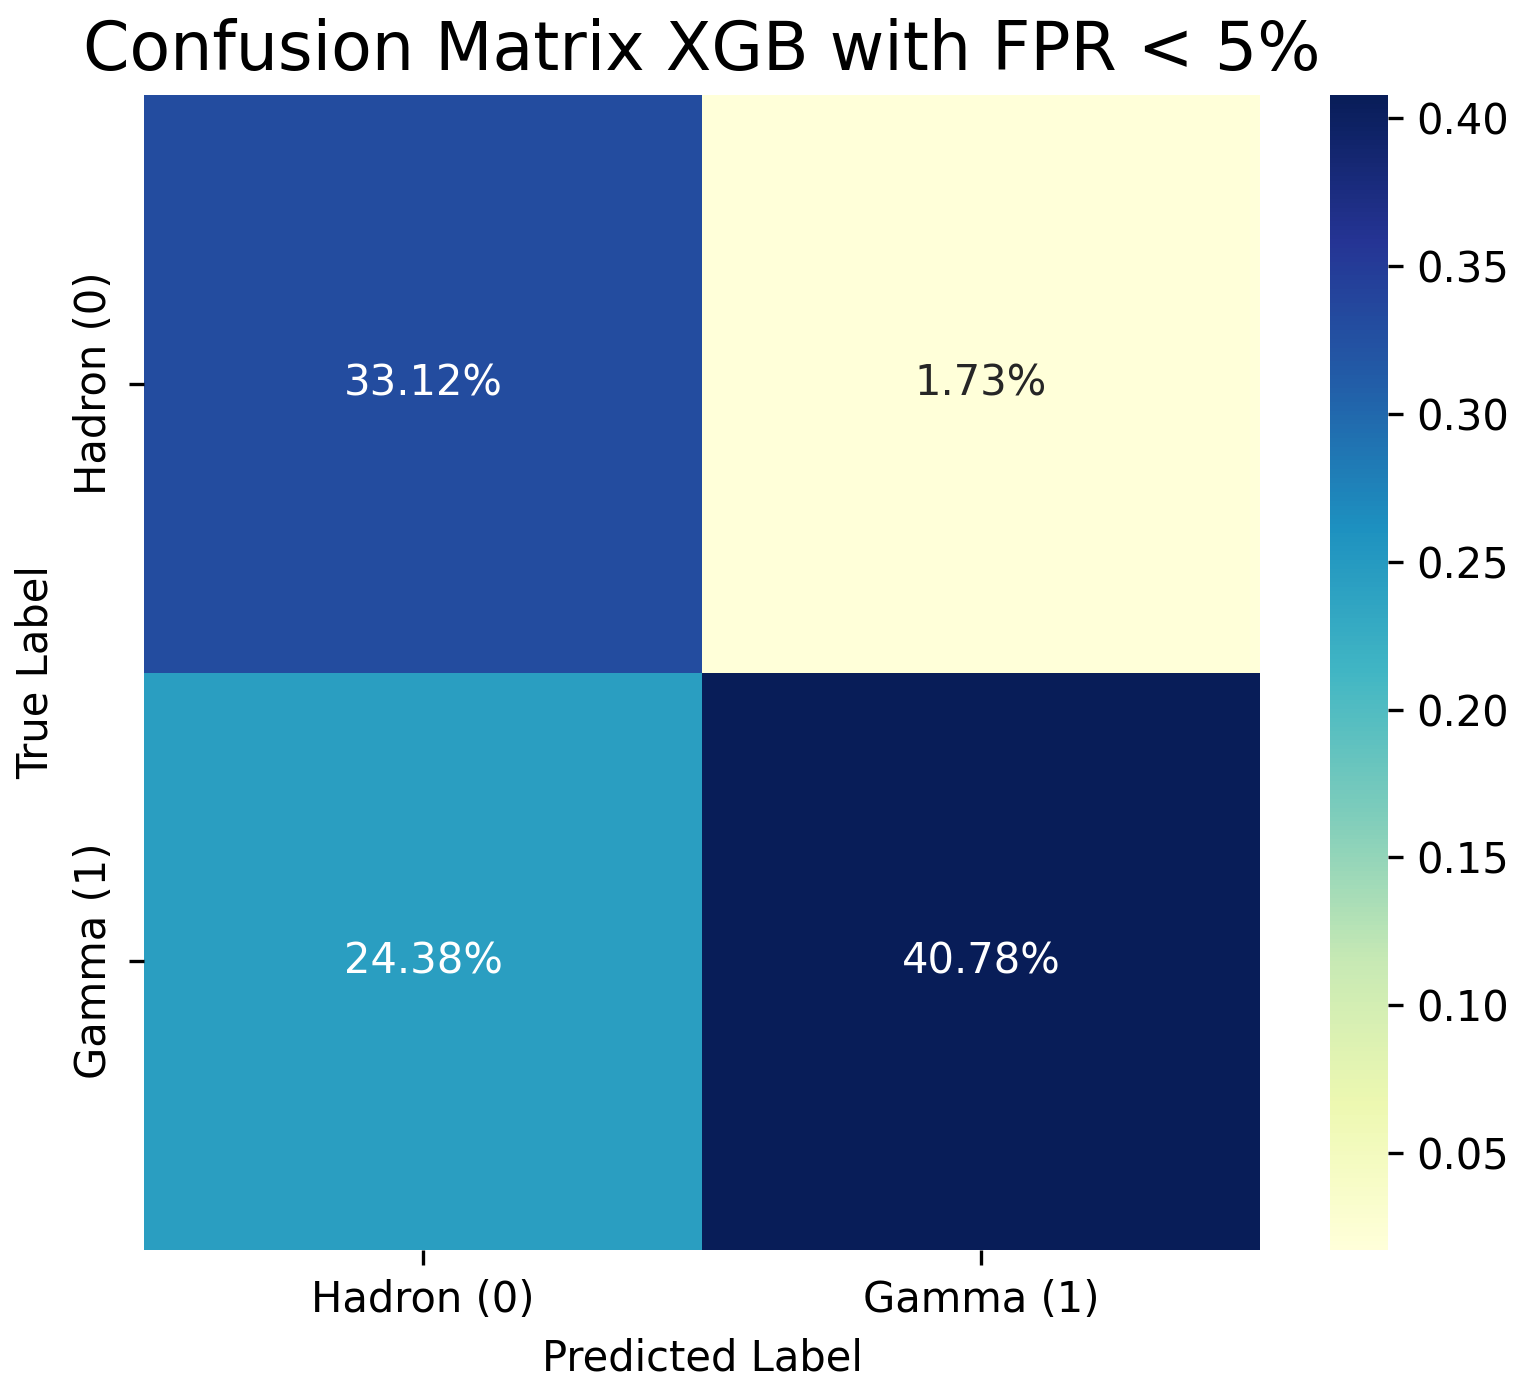 Confusion Matrix XGB with FPR < 5%
True Label
Hadron (0)
Gamma (1)
33.12%
1.73%
24.38%
40.78%
Hadron (0)
Gamma (1)
Predicted Label
0.40
0.35
0.30
0.25
0.20
0.15
0.10
0.05